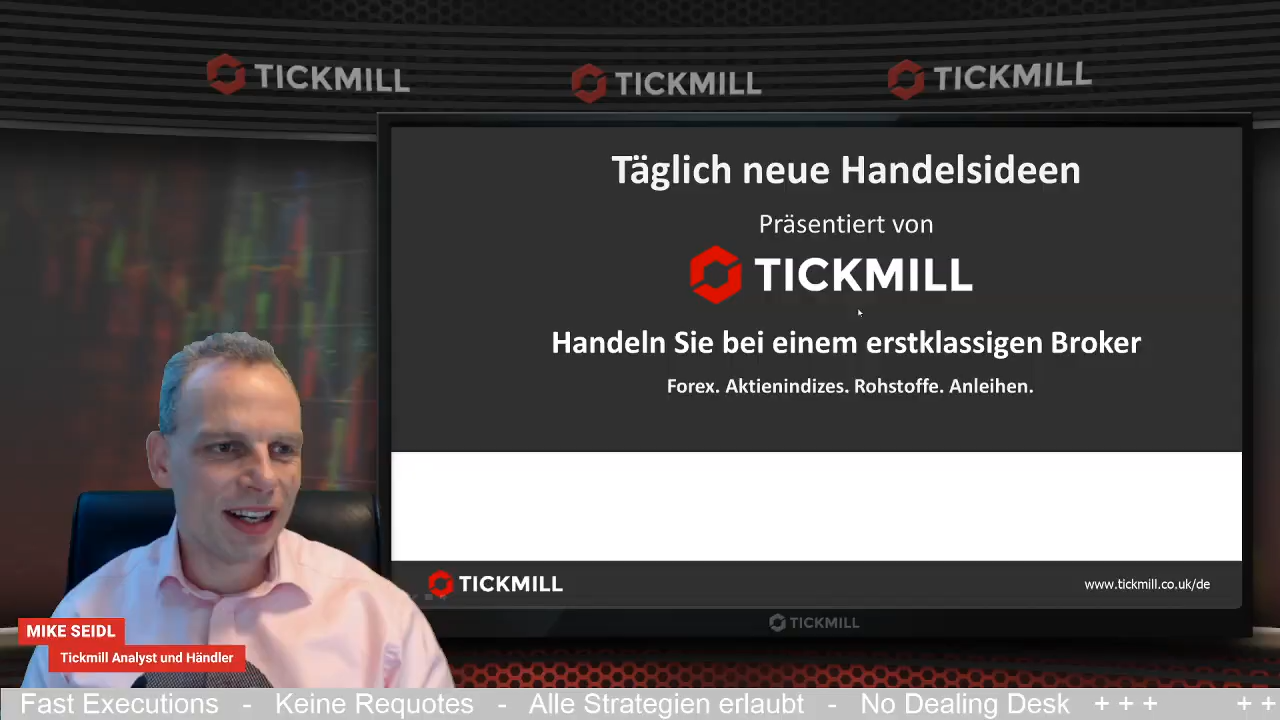 TICKMILL TICKMILL TICKMILL
Täglich neue Handelsideen
Präsentiert von
TICKMILL
Handeln Sie bei einem erstklassigen Broker
Forex. Aktienindizes. Rohstoffe. Anleihen.
TICKMILL www.tickmill.co.uk/de
TICKMILL
MIKE SEIDL
Tickmill Analyst und Händler
Fast Executions - Keine Requotes - Alle Strategien erlaubt - No Dealing Desk + + + + +